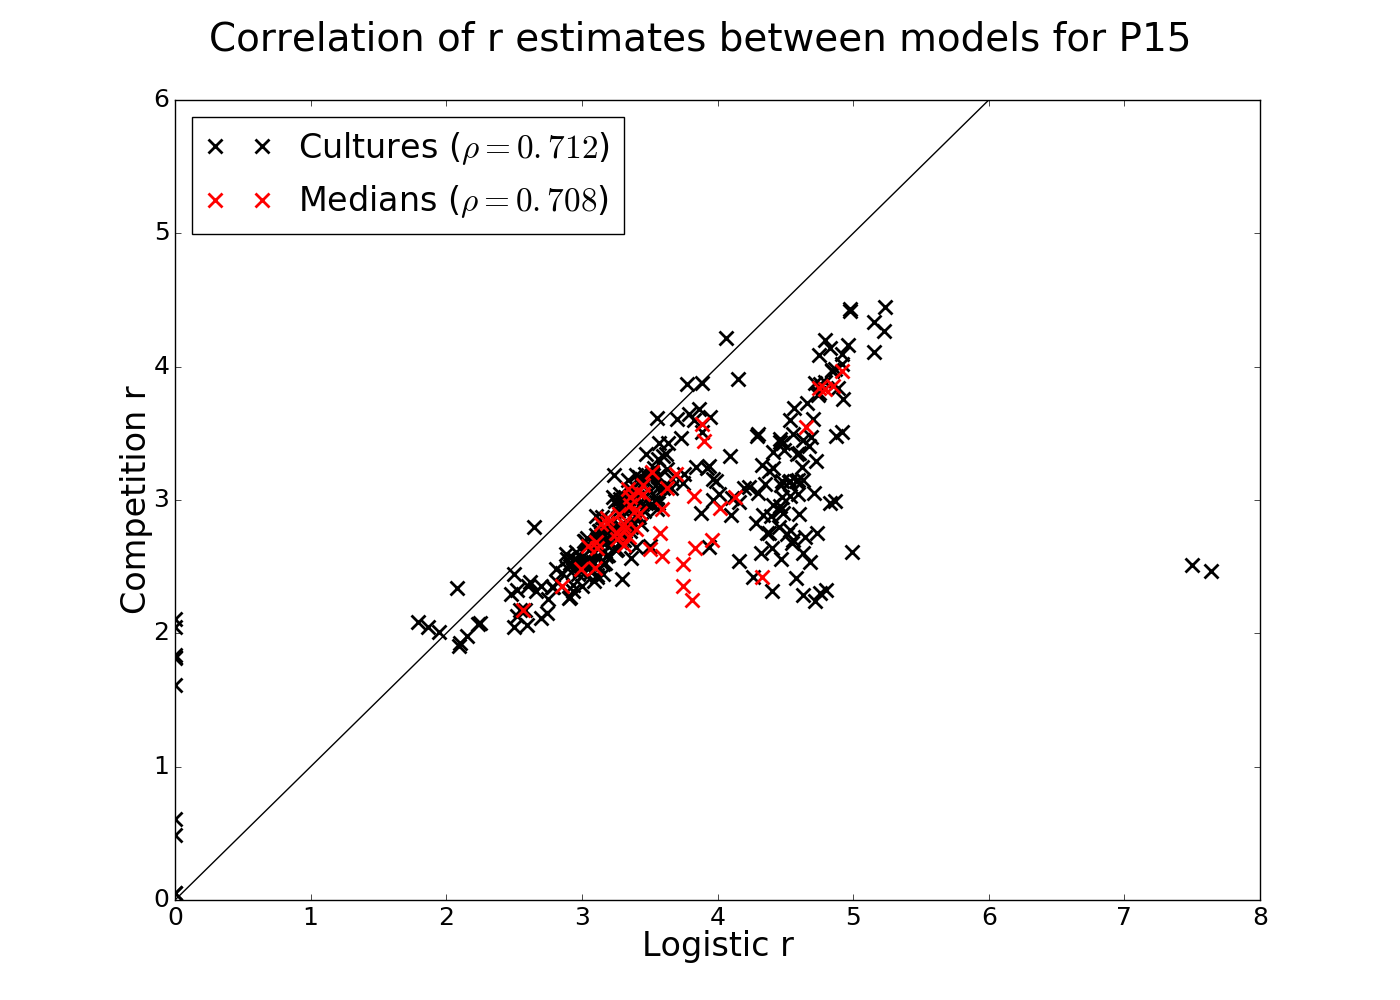 Correlation of r estimates between models for P15
Cultures (ρ = 0.712)
Medians (ρ = 0.708)
6
5
4
3
2
1
0
Competition r
0 1 2 3 4 5 6 7 8
Logistic r